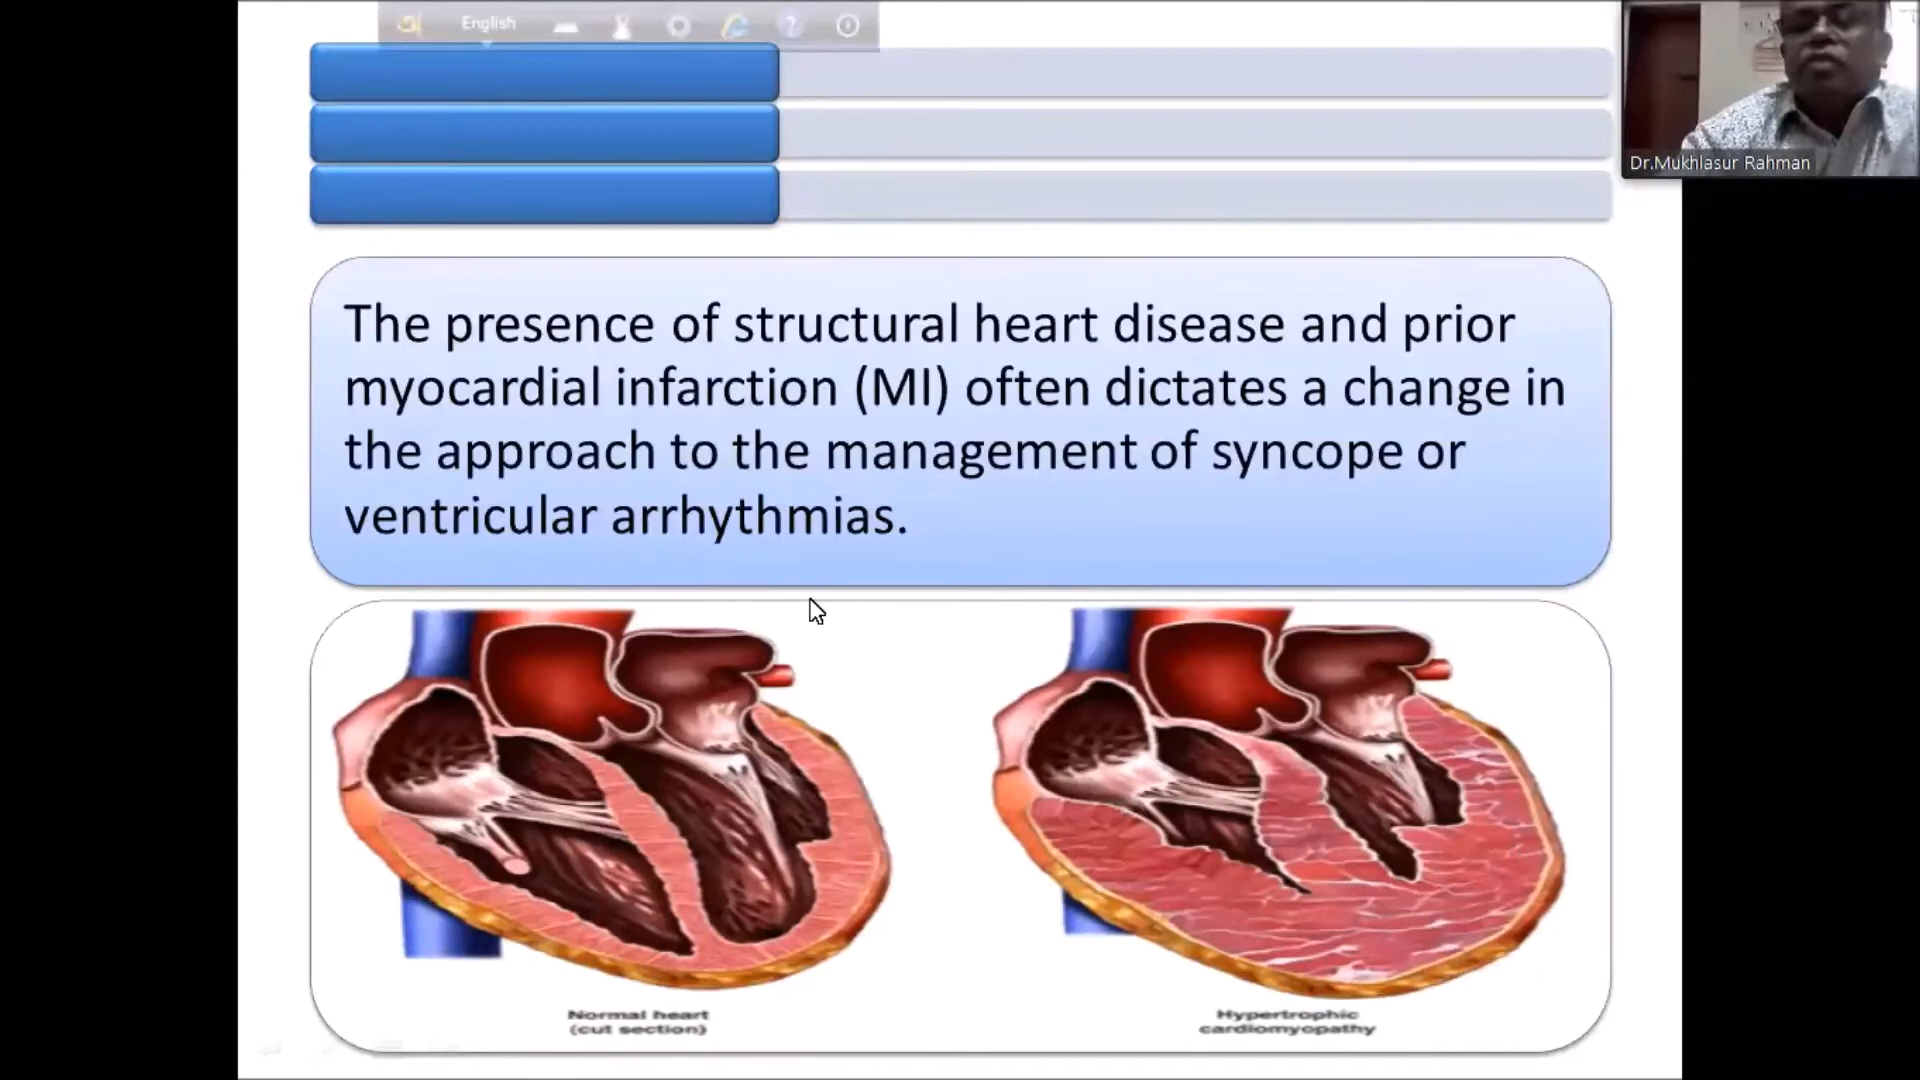 English
Dr.Mukhlasur Rahman
The presence of structural heart disease and prior
myocardial infarction (MI) often dictates a change in
the approach to the management of syncope or
ventricular arrhythmias.
Normal heart
(cut section)
Hypertrophic
cardiomyopathy